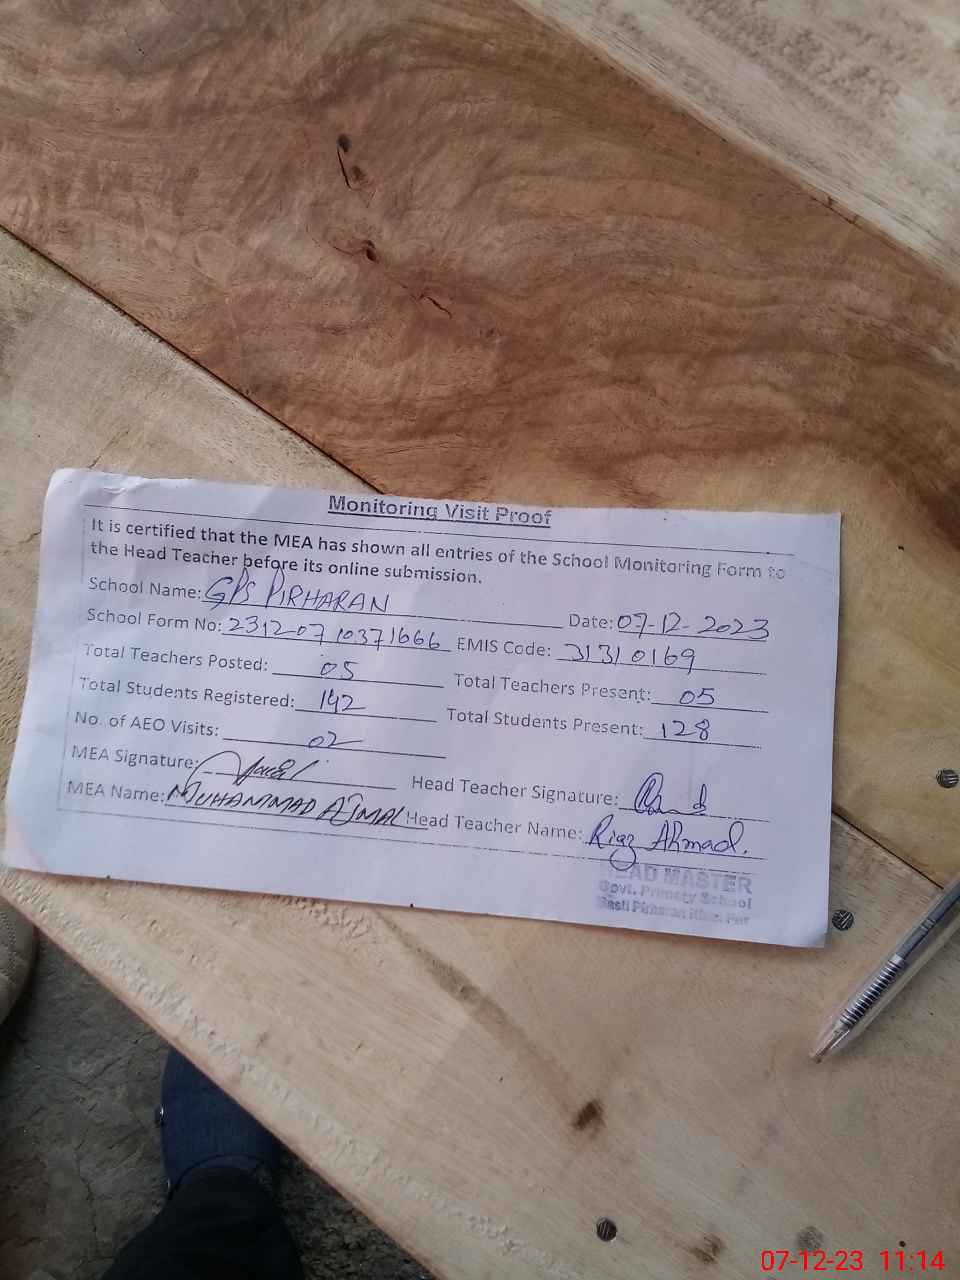 Monitoring Visit Proof
It is certified that the MEA has shown all entries of the School Monitoring Form to
the Head Teacher before its online submission.
School Name: GPS PIRHARAN Date: 07-12-2023
School Form No: 23120710371666 EMIS Code: 31310169
Total Teachers Posted: 05 Total Teachers Present: 05
Total Students Registered: 142 Total Students Present: 128
No. of AEO Visits: 02
MEA Signature: Head Teacher Signature:
MEA Name: MUHAMMAD AJMAL Head Teacher Name: Riaz Ahmad.
HEAD MASTER
Govt. Primary School
Basti Pirharan
07-12-23 11:14